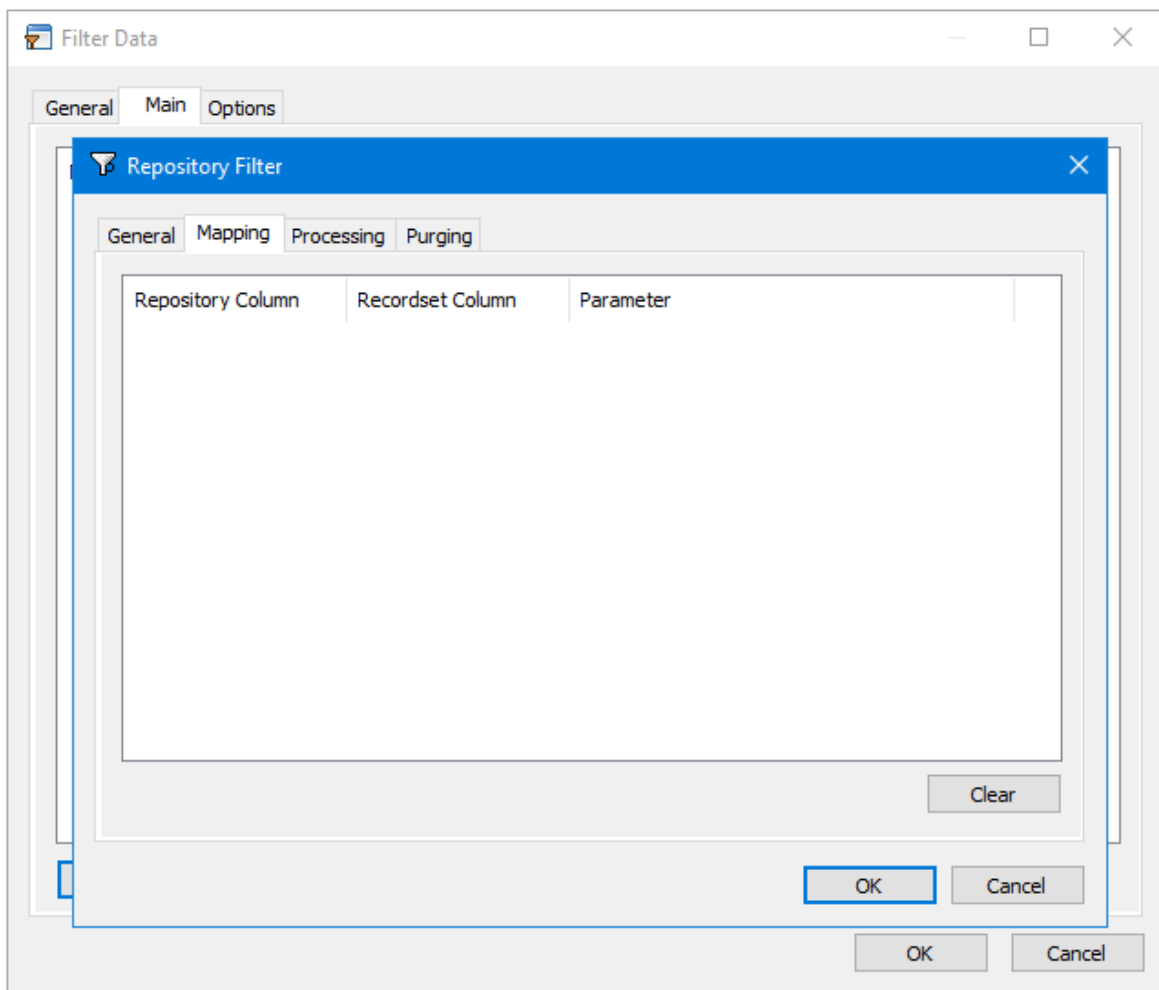 Filter Data
General Main Options
Repository Filter
General Mapping Processing Purging
Repository Column Recordset Column Parameter
Clear
OK Cancel
OK Cancel